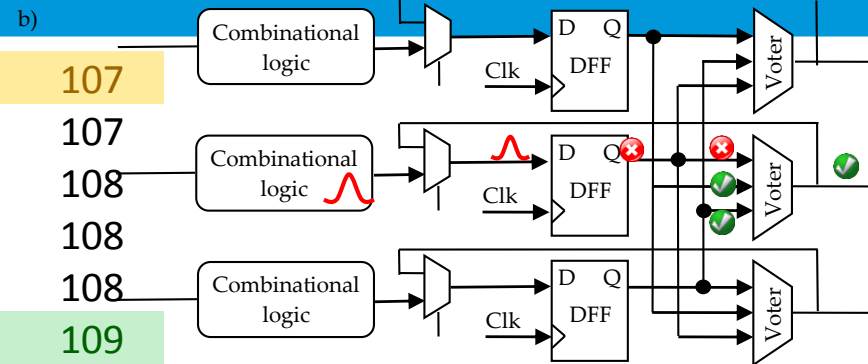 b)
Combinational
logic
D Q
DFF
Clk
Voter
107
107
Combinational
logic
D Q
DFF
Clk
Voter
108
108
108
Combinational
logic
D Q
DFF
Clk
Voter
109